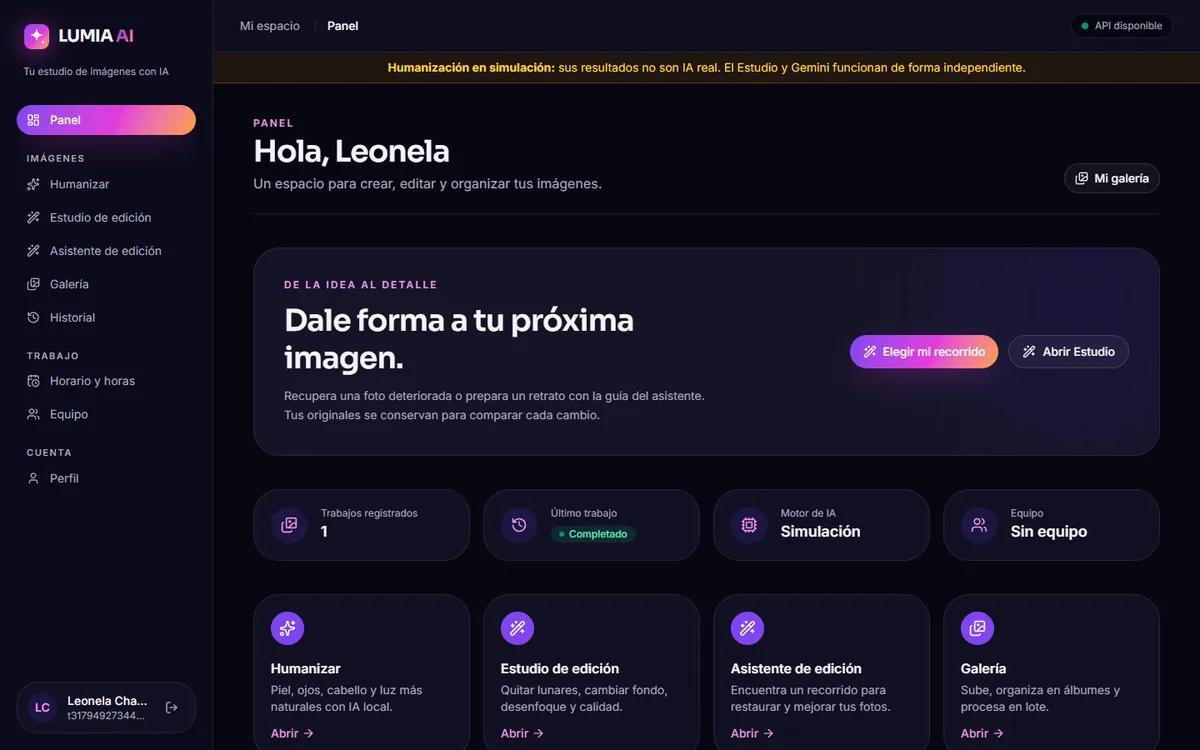 LUMIA AI
Tu estudio de imágenes con IA
Panel
IMÁGENES
Humanizar
Estudio de edición
Asistente de edición
Galería
Historial
TRABAJO
Horario y horas
Equipo
CUENTA
Perfil
LC
Leonela Cha...
t31794927344...
Mi espacio / Panel
API disponible
Humanización en simulación: sus resultados no son IA real. El Estudio y Gemini funcionan de forma independiente.
PANEL
Hola, Leonela
Un espacio para crear, editar y organizar tus imágenes.
Mi galería
DE LA IDEA AL DETALLE
Dale forma a tu próxima
imagen.
Recupera una foto deteriorada o prepara un retrato con la guía del asistente.
Tus originales se conservan para comparar cada cambio.
Elegir mi recorrido
Abrir Estudio
Trabajos registrados
1
Último trabajo
Completado
Motor de IA
Simulación
Equipo
Sin equipo
Humanizar
Piel, ojos, cabello y luz más
naturales con IA local.
Abrir →
Estudio de edición
Quitar lunares, cambiar fondo,
desenfoque y calidad.
Abrir →
Asistente de edición
Encuentra un recorrido para
restaurar y mejorar tus fotos.
Abrir →
Galería
Sube, organiza en álbumes y
procesa en lote.
Abrir →